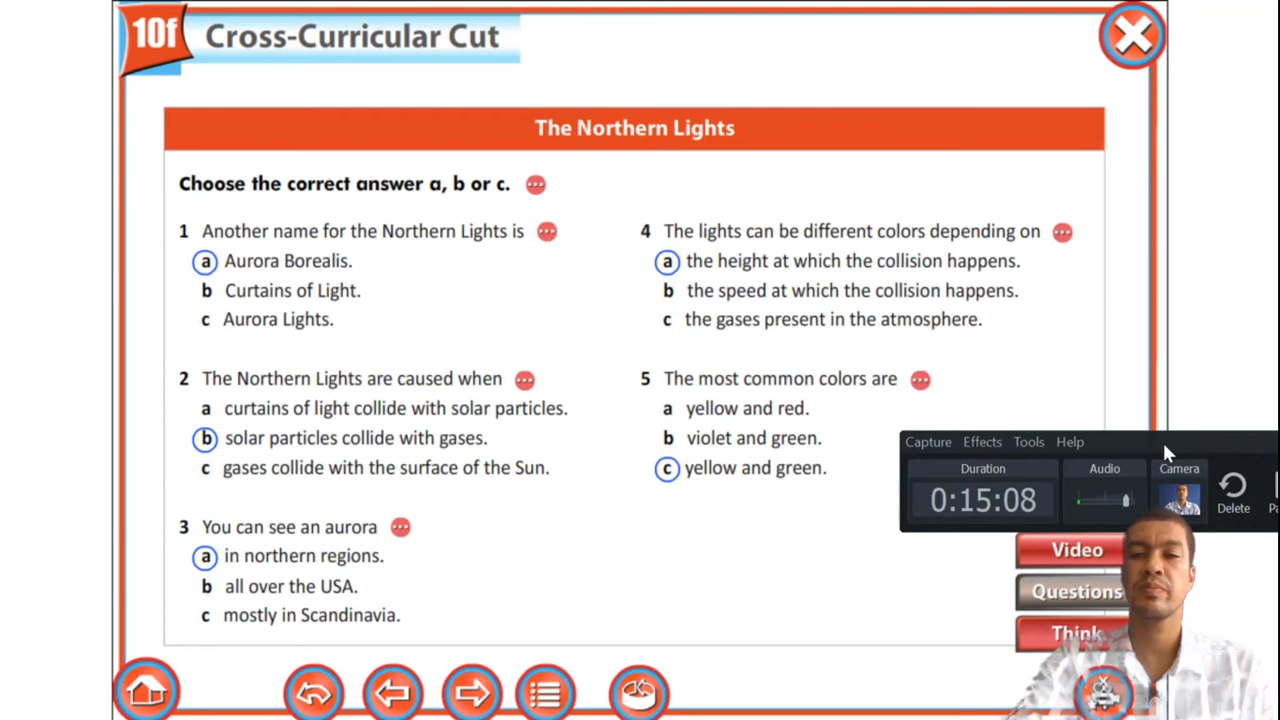 10f
Cross-Curricular Cut
The Northern Lights
Choose the correct answer a, b or c.
1 Another name for the Northern Lights is
a Aurora Borealis.
b Curtains of Light.
c Aurora Lights.
2 The Northern Lights are caused when
a curtains of light collide with solar particles.
b solar particles collide with gases.
c gases collide with the surface of the Sun.
3 You can see an aurora
a in northern regions.
b all over the USA.
c mostly in Scandinavia.
4 The lights can be different colors depending on
a the height at which the collision happens.
b the speed at which the collision happens.
c the gases present in the atmosphere.
5 The most common colors are
a yellow and red.
b violet and green.
c yellow and green.
Capture Effects Tools Help
Duration Audio Camera
0:15:08
Delete
Video
Questions
Think